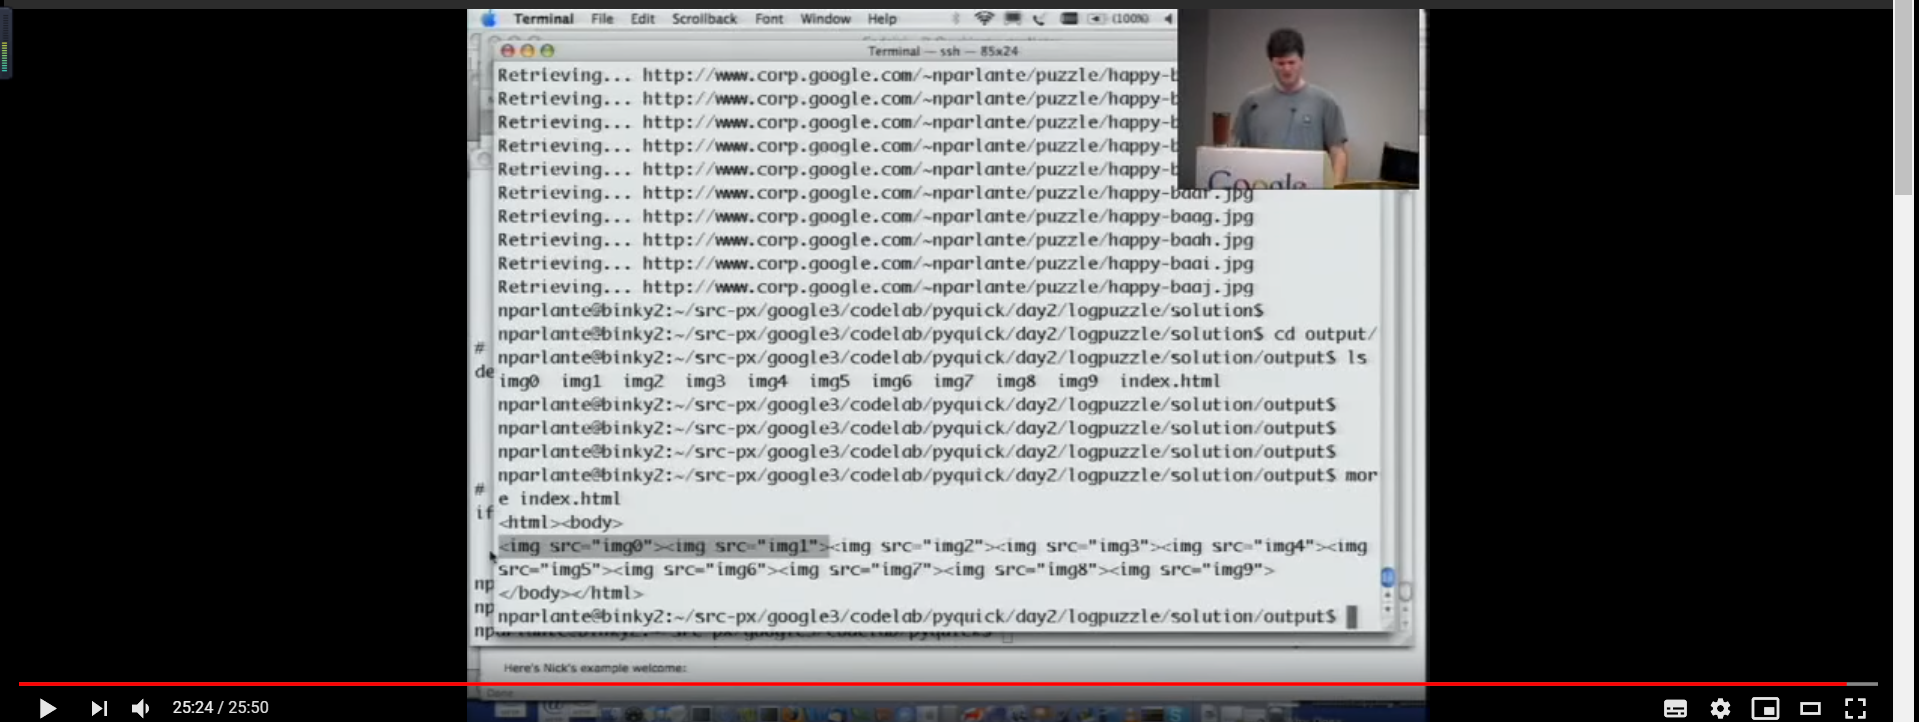 Terminal File Edit Scrollback Font Window Help (100%)
Terminal — ssh — 85x24
Retrieving... http://www.corp.google.com/~nparlante/puzzle/happy-b
Retrieving... http://www.corp.google.com/~nparlante/puzzle/happy-b
Retrieving... http://www.corp.google.com/~nparlante/puzzle/happy-b
Retrieving... http://www.corp.google.com/~nparlante/puzzle/happy-b
Retrieving... http://www.corp.google.com/~nparlante/puzzle/happy-b
Retrieving... http://www.corp.google.com/~nparlante/puzzle/happy-baaf.jpg
Retrieving... http://www.corp.google.com/~nparlante/puzzle/happy-baag.jpg
Retrieving... http://www.corp.google.com/~nparlante/puzzle/happy-baah.jpg
Retrieving... http://www.corp.google.com/~nparlante/puzzle/happy-baai.jpg
Retrieving... http://www.corp.google.com/~nparlante/puzzle/happy-baaj.jpg
nparlante@binky2:~/src-px/google3/codelab/pyquick/day2/logpuzzle/solution$
nparlante@binky2:~/src-px/google3/codelab/pyquick/day2/logpuzzle/solution$ cd output/
nparlante@binky2:~/src-px/google3/codelab/pyquick/day2/logpuzzle/solution/output$ ls
img0 img1 img2 img3 img4 img5 img6 img7 img8 img9 index.html
nparlante@binky2:~/src-px/google3/codelab/pyquick/day2/logpuzzle/solution/output$
nparlante@binky2:~/src-px/google3/codelab/pyquick/day2/logpuzzle/solution/output$
nparlante@binky2:~/src-px/google3/codelab/pyquick/day2/logpuzzle/solution/output$
nparlante@binky2:~/src-px/google3/codelab/pyquick/day2/logpuzzle/solution/output$ mor
e index.html
<html><body>
<img src="img0"><img src="img1"><img src="img2"><img src="img3"><img src="img4"><img
src="img5"><img src="img6"><img src="img7"><img src="img8"><img src="img9">
</body></html>
nparlante@binky2:~/src-px/google3/codelab/pyquick/day2/logpuzzle/solution/output$
#
de
#
if
np
np
Google
Here's Nick's example welcome:
Done
25:24 / 25:50